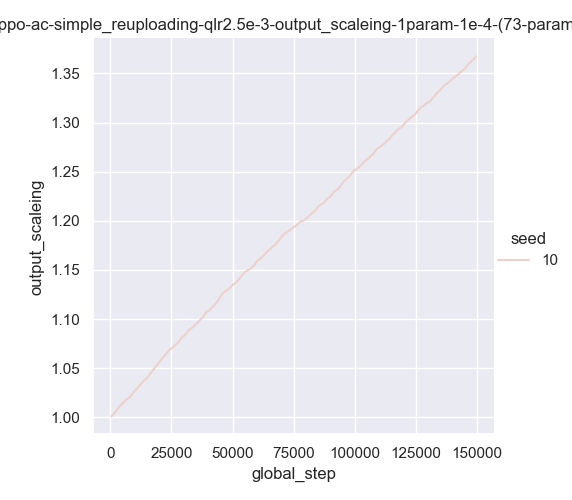 ppo-ac-simple_reuploading-qlr2.5e-3-output_scaleing-1param-1e-4-(73-param
1.35
1.30
1.25
1.20
1.15
1.10
1.05
1.00
output_scaleing
0 25000 50000 75000 100000 125000 150000
global_step
seed
10